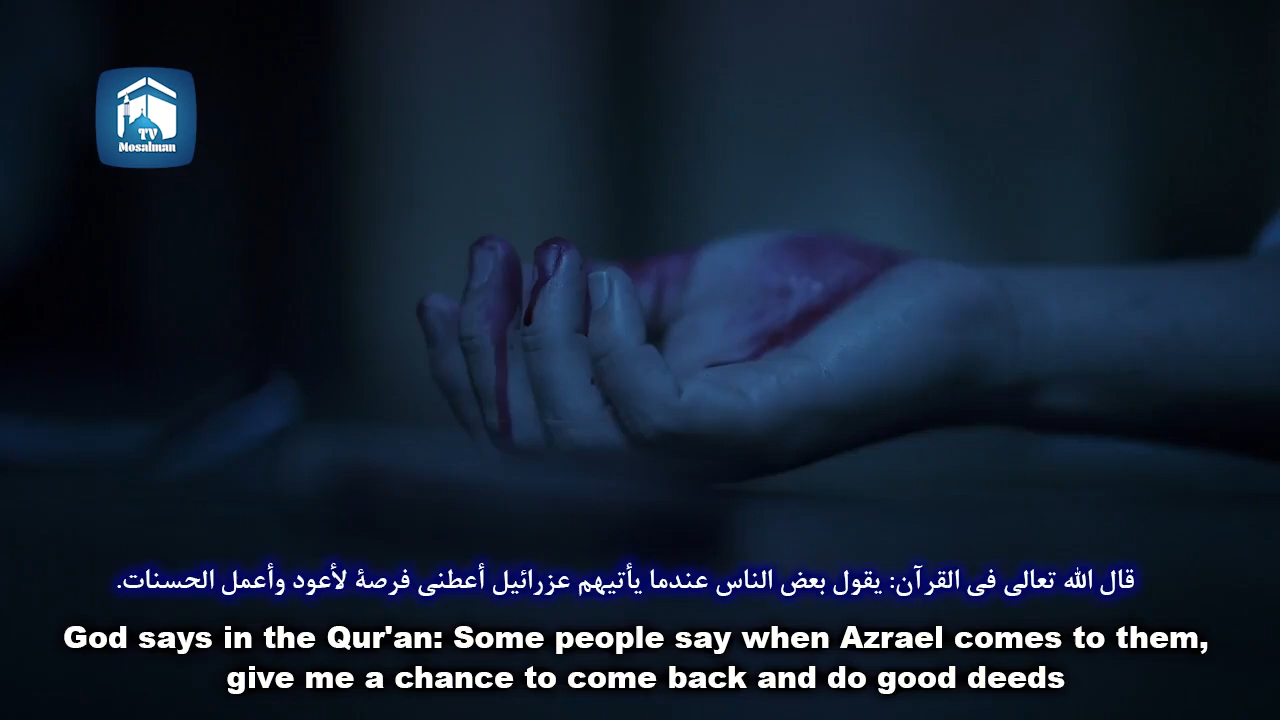 TV
Mosalman
قال الله تعالى فى القرآن: يقول بعض الناس عندما يأتيهم عزرائيل أعطنى فرصة لأعود وأعمل الحسنات.
God says in the Qur'an: Some people say when Azrael comes to them,
give me a chance to come back and do good deeds